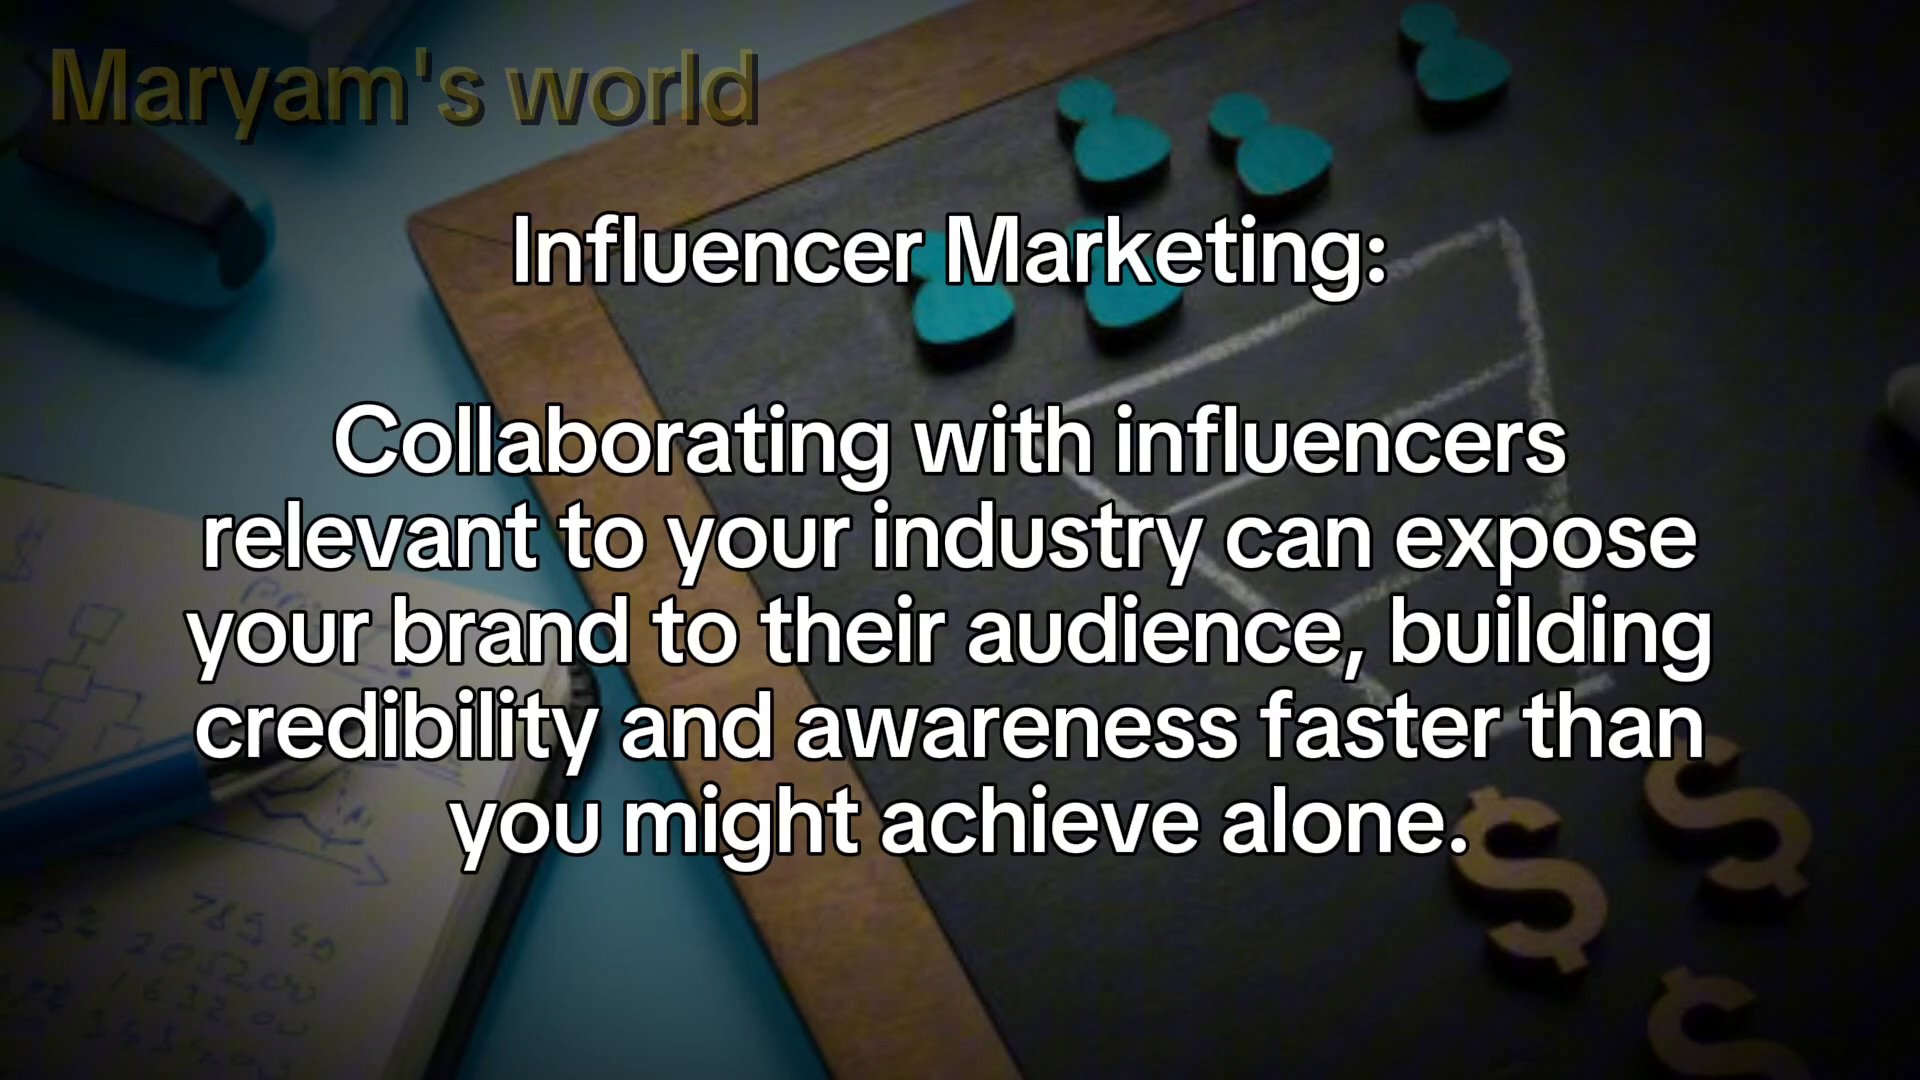 Maryam's world
Influencer Marketing:
Collaborating with influencers
relevant to your industry can expose
your brand to their audience, building
credibility and awareness faster than
you might achieve alone.